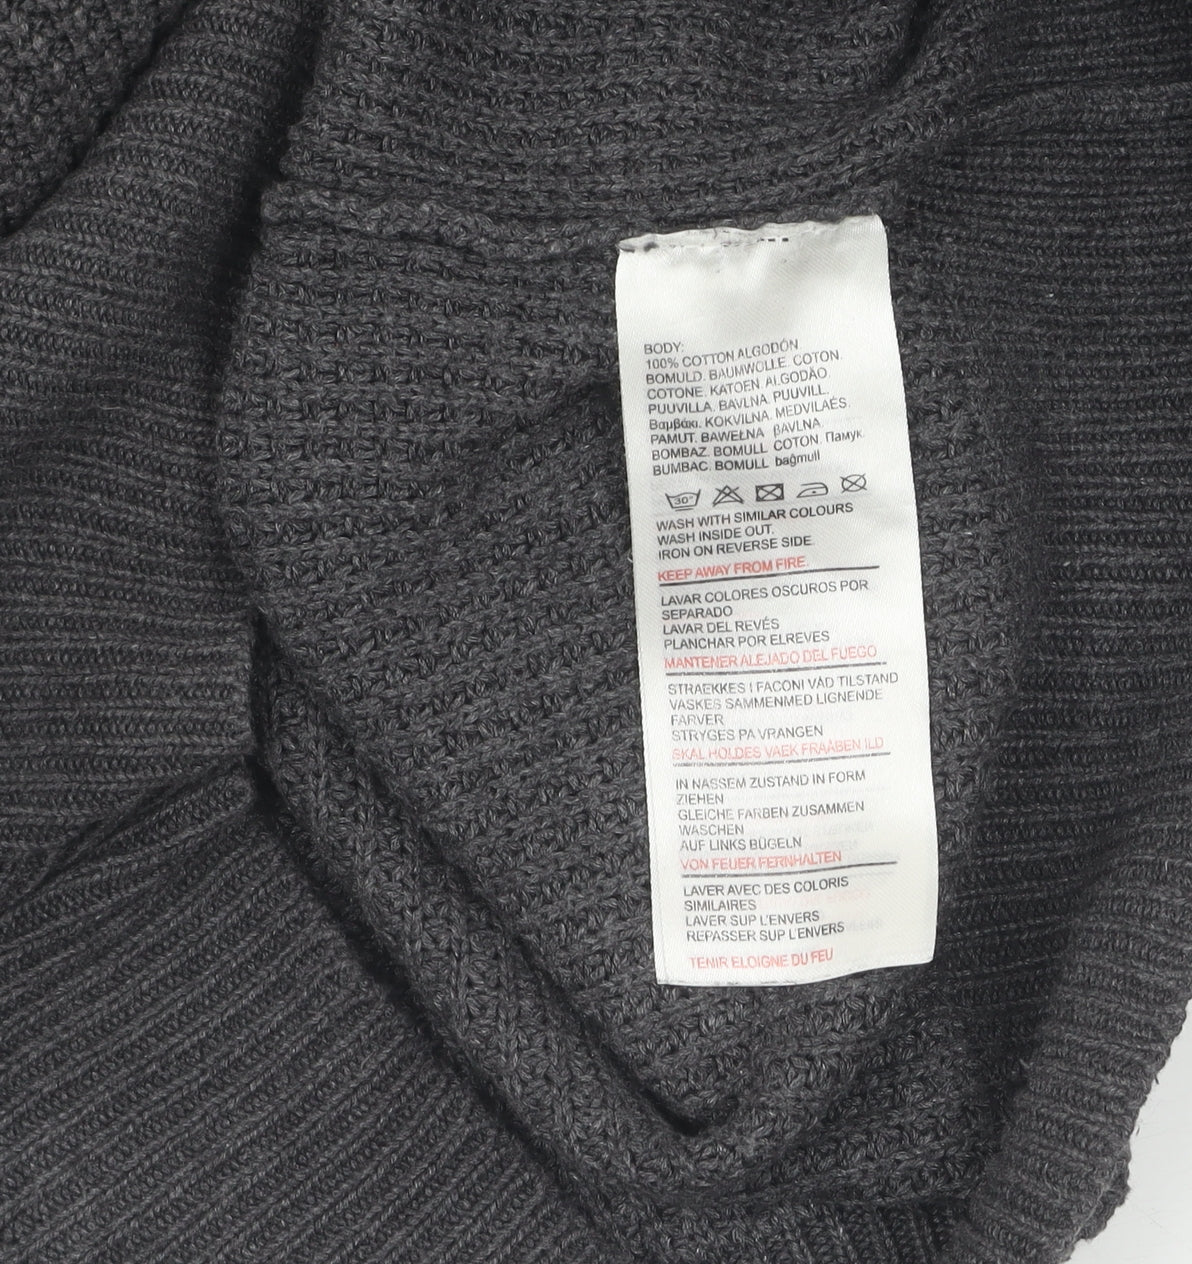 BODY:
100% COTTON ALGODÓN
BOMULD. BAUMWOLLE. COTON.
COTONE. KATOEN. ALGODÃO
PUUVILLA. BAVLNA. PUUVILL.
Βαμβάκι. KOKVILNA. MEDVILAĖS.
PAMUT. BAWEŁNA βAVLNA
BOMBAZ. BOMULL COTON. Памук.
BUMBAC. BOMULL bağmull
30°
WASH WITH SIMILAR COLOURS
WASH INSIDE OUT.
IRON ON REVERSE SIDE.
KEEP AWAY FROM FIRE.
LAVAR COLORES OSCUROS POR
SEPARADO
LAVAR DEL REVÉS
PLANCHAR POR ELREVES
MANTENER ALEJADO DEL FUEGO
STRAEKKES I FACONI VÅD TILSTAND
VASKES SAMMENMED LIGNENDE
FARVER
STRYGES PA VRANGEN
SKAL HOLDES VAEK FRAÅBEN ILD
IN NASSEM ZUSTAND IN FORM
ZIEHEN
GLEICHE FARBEN ZUSAMMEN
WASCHEN
AUF LINKS BÜGELN
VON FEUER FERNHALTEN
LAVER AVEC DES COLORIS
SIMILAIRES
LAVER SUP L'ENVERS
REPASSER SUP L'ENVERS
TENIR ELOIGNE DU FEU